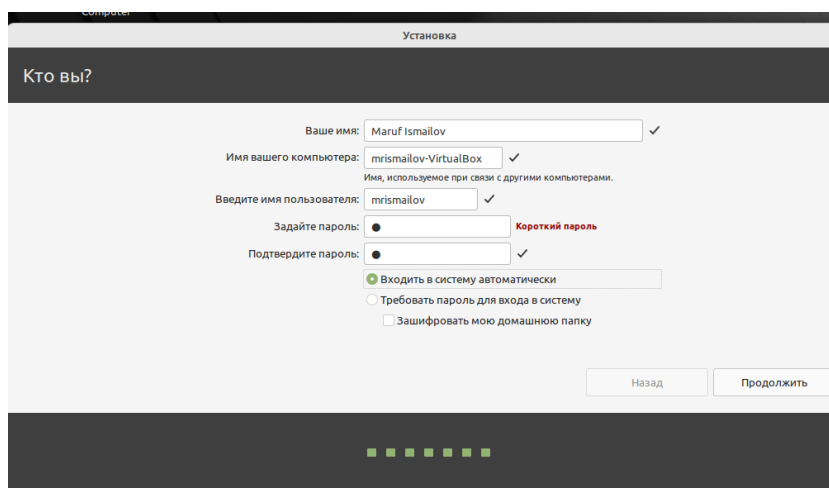 Computer
Установка
Кто вы?
Ваше имя: Maruf Ismailov
Имя вашего компьютера: mrismailov-VirtualBox
Имя, используемое при связи с другими компьютерами.
Введите имя пользователя: mrismailov
Задайте пароль: ● Короткий пароль
Подтвердите пароль: ●
Входить в систему автоматически
Требовать пароль для входа в систему
Зашифровать мою домашнюю папку
Назад Продолжить